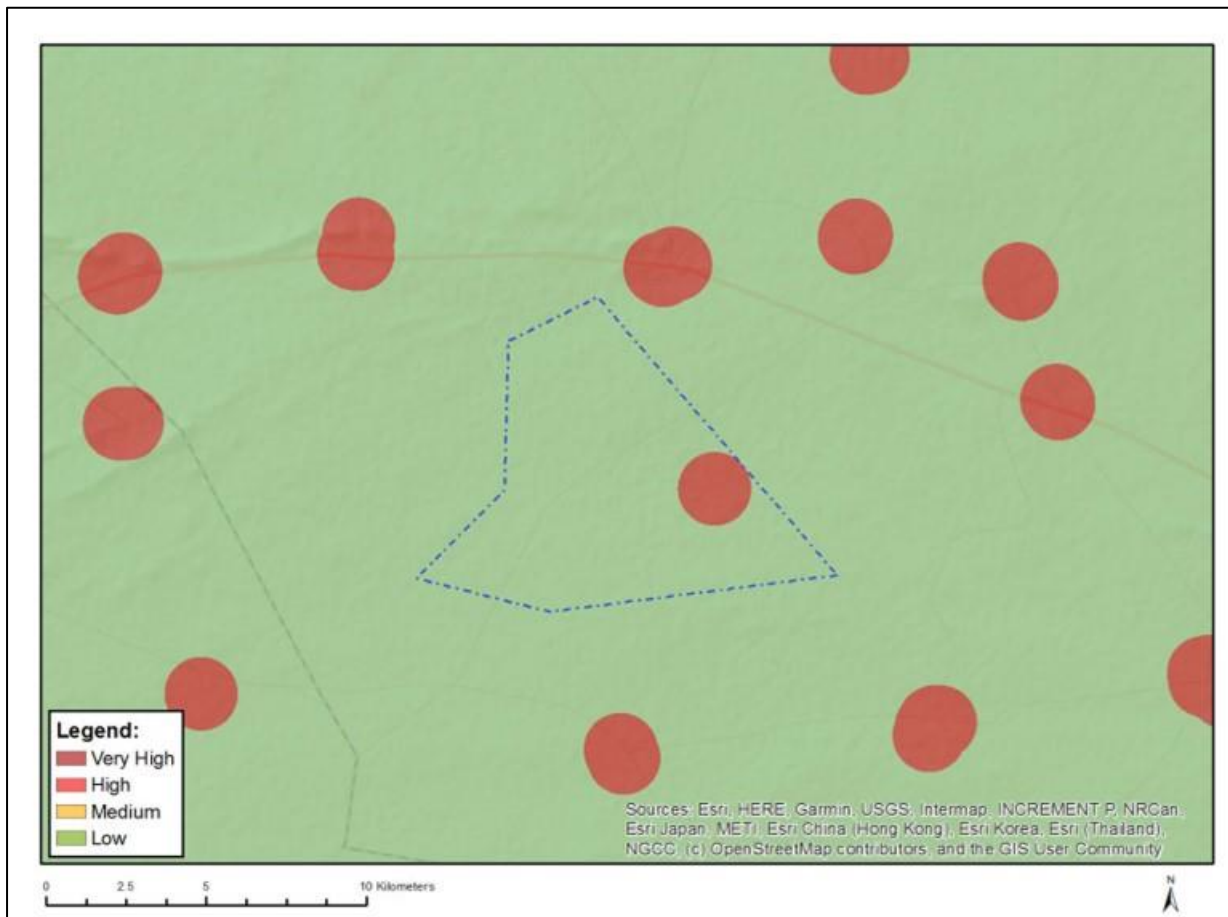 Legend:
Very High
High
Medium
Low
Sources: Esri, HERE, Garmin, USGS, Intermap, INCREMENT P, NRCan,
Esri Japan, METI, Esri China (Hong Kong), Esri Korea, Esri (Thailand),
NGCC, (c) OpenStreetMap contributors, and the GIS User Community
0 2.5 5 10 Kilometers
N